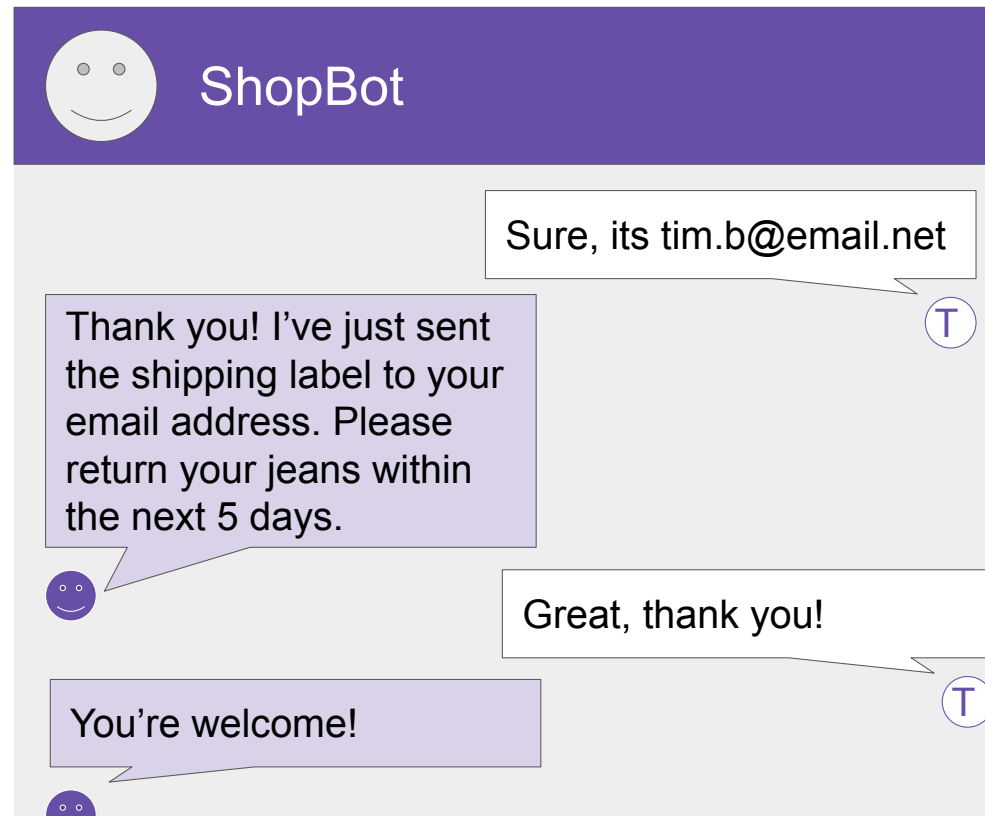 ShopBot
Sure, its tim.b@email.net
T
Thank you! I’ve just sent
the shipping label to your
email address. Please
return your jeans within
the next 5 days.
Great, thank you!
T
You’re welcome!